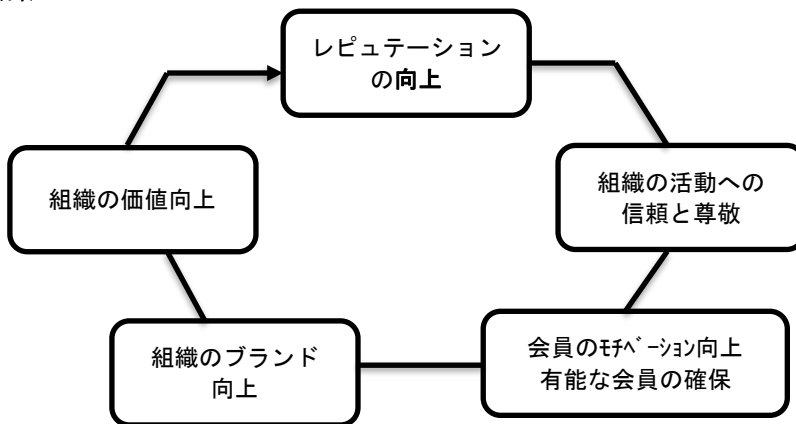 レピュテーション
の向上
組織の活動への
信頼と尊敬
会員のﾓﾁﾍﾞｰｼｮﾝ向上
有能な会員の確保
組織のブランド
向上
組織の価値向上